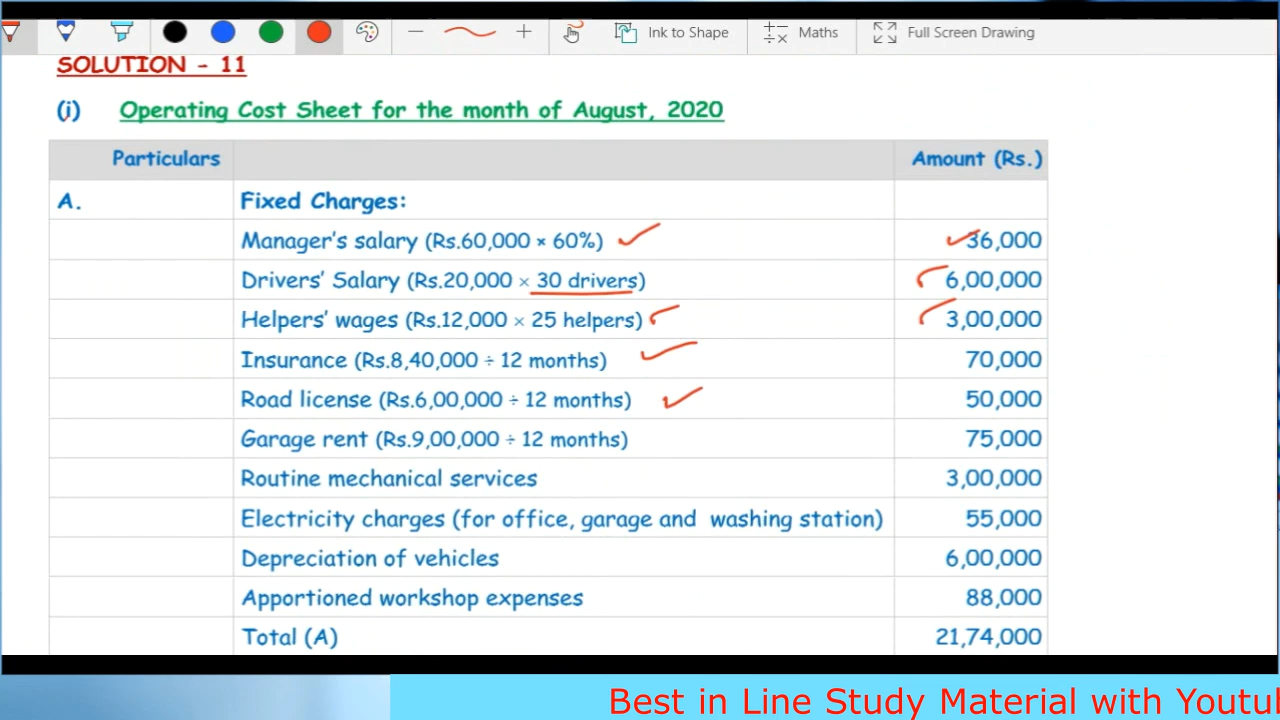 Ink to Shape Maths Full Screen Drawing
SOLUTION - 11
(i) Operating Cost Sheet for the month of August, 2020
Particulars Amount (Rs.)
A. Fixed Charges:
Manager's salary (Rs.60,000 × 60%) 36,000
Drivers' Salary (Rs.20,000 × 30 drivers) 6,00,000
Helpers' wages (Rs.12,000 × 25 helpers) 3,00,000
Insurance (Rs.8,40,000 ÷ 12 months) 70,000
Road license (Rs.6,00,000 ÷ 12 months) 50,000
Garage rent (Rs.9,00,000 ÷ 12 months) 75,000
Routine mechanical services 3,00,000
Electricity charges (for office, garage and washing station) 55,000
Depreciation of vehicles 6,00,000
Apportioned workshop expenses 88,000
Total (A) 21,74,000
Best in Line Study Material with Youtu